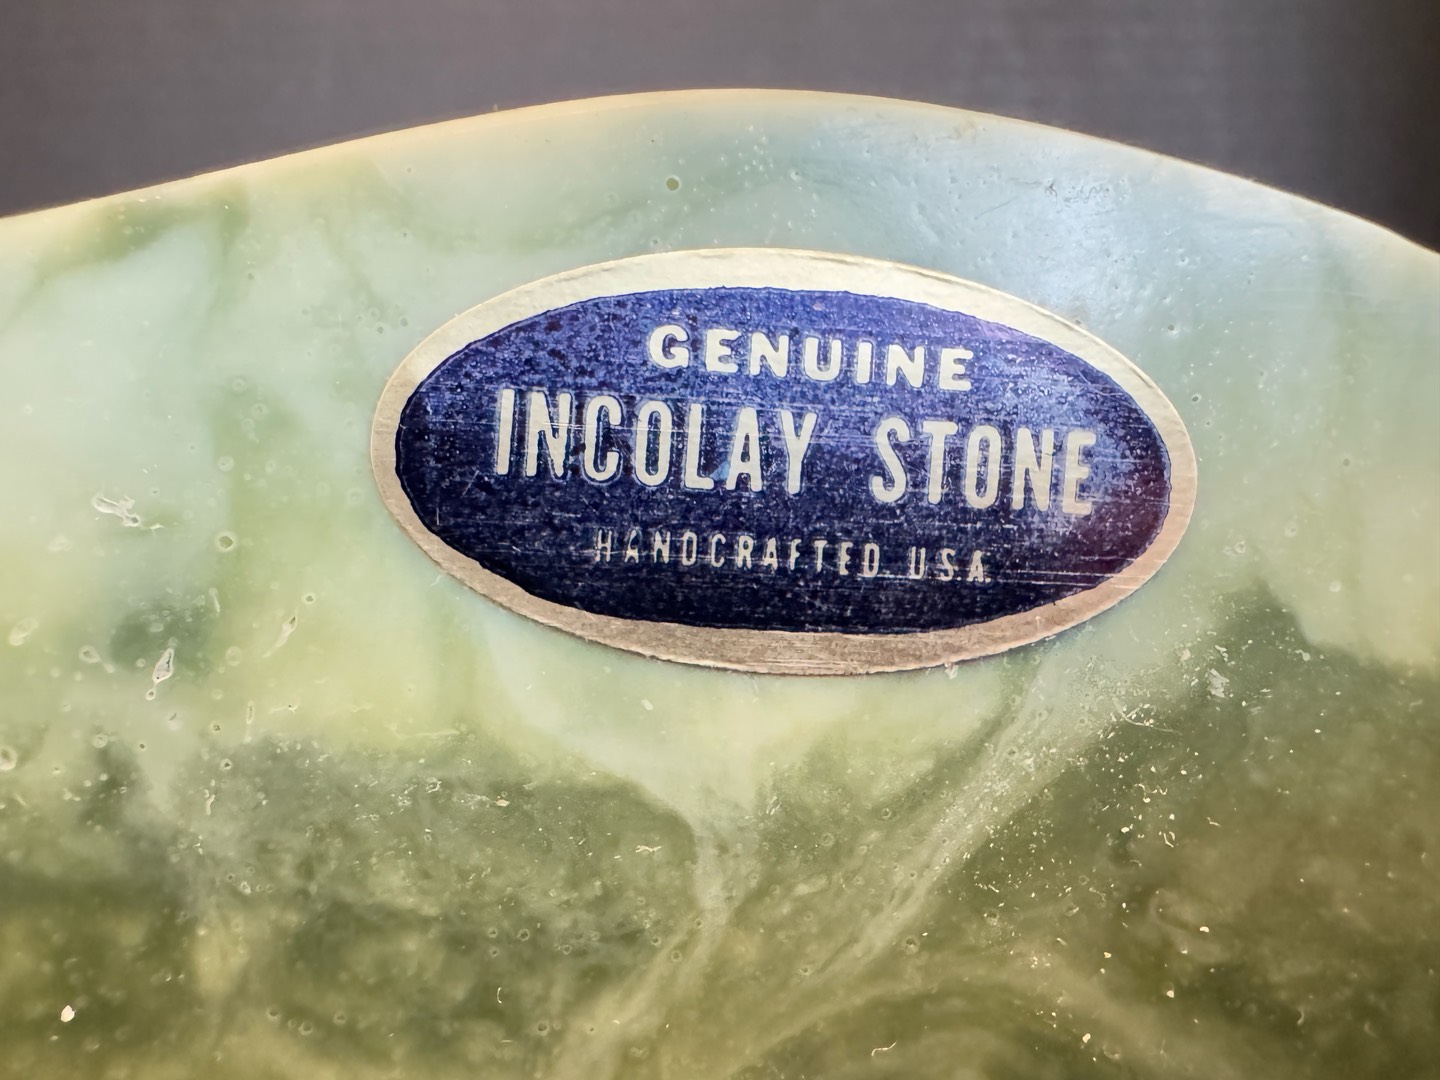 GENUINE
INCOLAY STONE
HANDCRAFTED U.S.A.